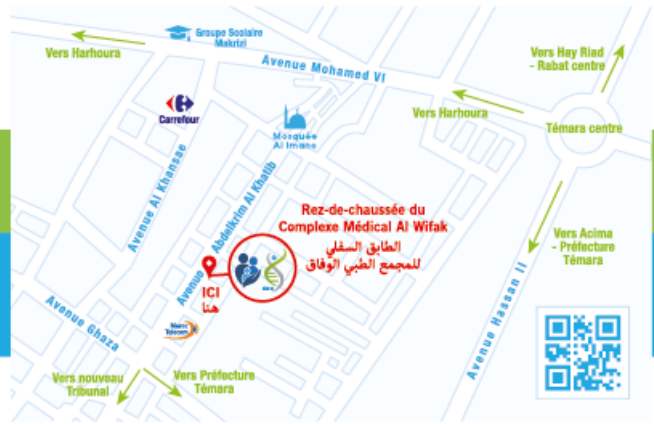 Groupe Scolaire
Makrizi
Vers Harhoura
Avenue Mohamed VI
Vers Hay Riad
- Rabat centre
Carrefour
Mosquée
Al Imane
Vers Harhoura
Témara centre
Avenue Al Khansse
Avenue Abdelkrim Al Khatib
Rez-de-chaussée du
Complexe Médical Al Wifak
الطابق السفلي
للمجمع الطبي الوفاق
Vers Acima
- Préfecture
Témara
ICI
هنا
Avenue Hassan II
Avenue Ghaza
Maroc
Telecom
Vers nouveau
Tribunal
Vers Préfecture
Témara